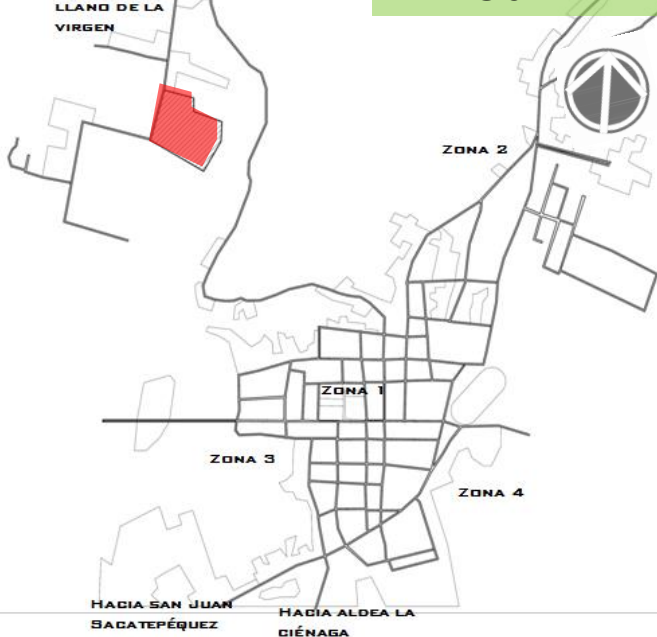 LLANO DE LA
VIRGEN
ZONA 2
ZONA 1
ZONA 3
ZONA 4
HACIA SAN JUAN
SACATEPÉQUEZ
HACIA ALDEA LA
CIÉNAGA